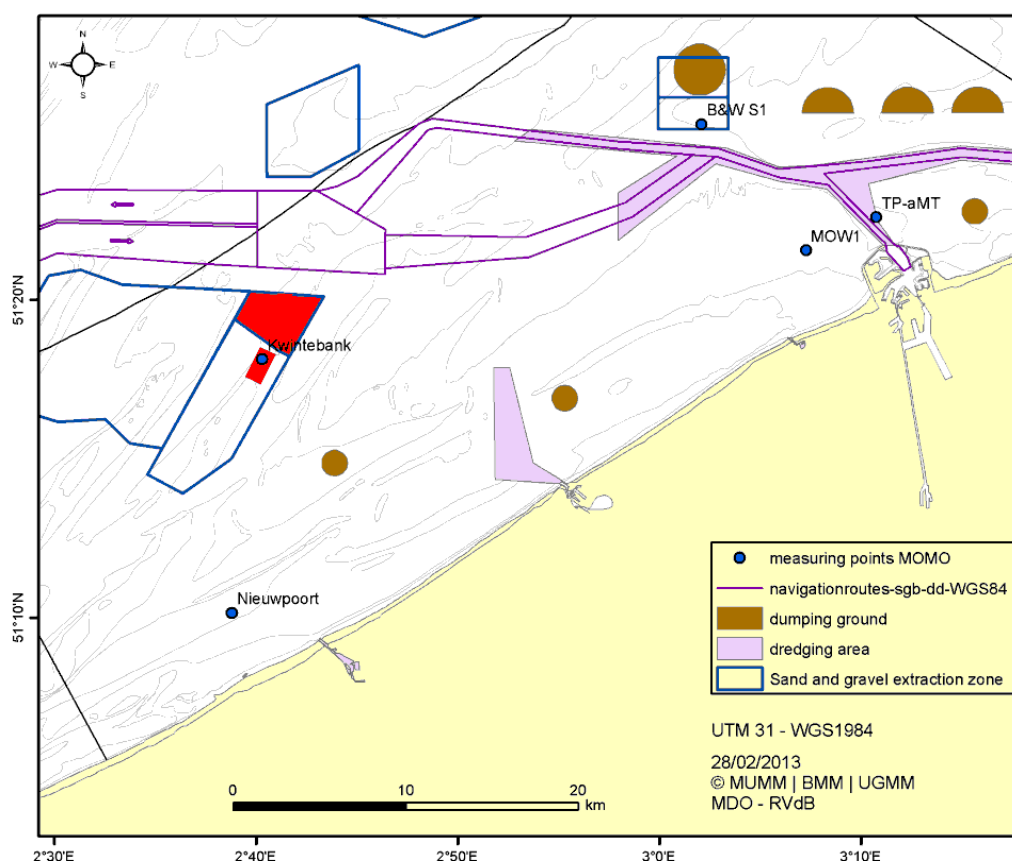 N
W E
S
B&W S1
TP-aMT
MOW1
51°20'N
Kwintebank
Nieuwpoort
51°10'N
measuring points MOMO
navigationroutes-sgb-dd-WGS84
dumping ground
dredging area
Sand and gravel extraction zone
UTM 31 - WGS1984
28/02/2013
© MUMM | BMM | UGMM
MDO - RVdB
0 10 20
km
2°30'E 2°40'E 2°50'E 3°0'E 3°10'E